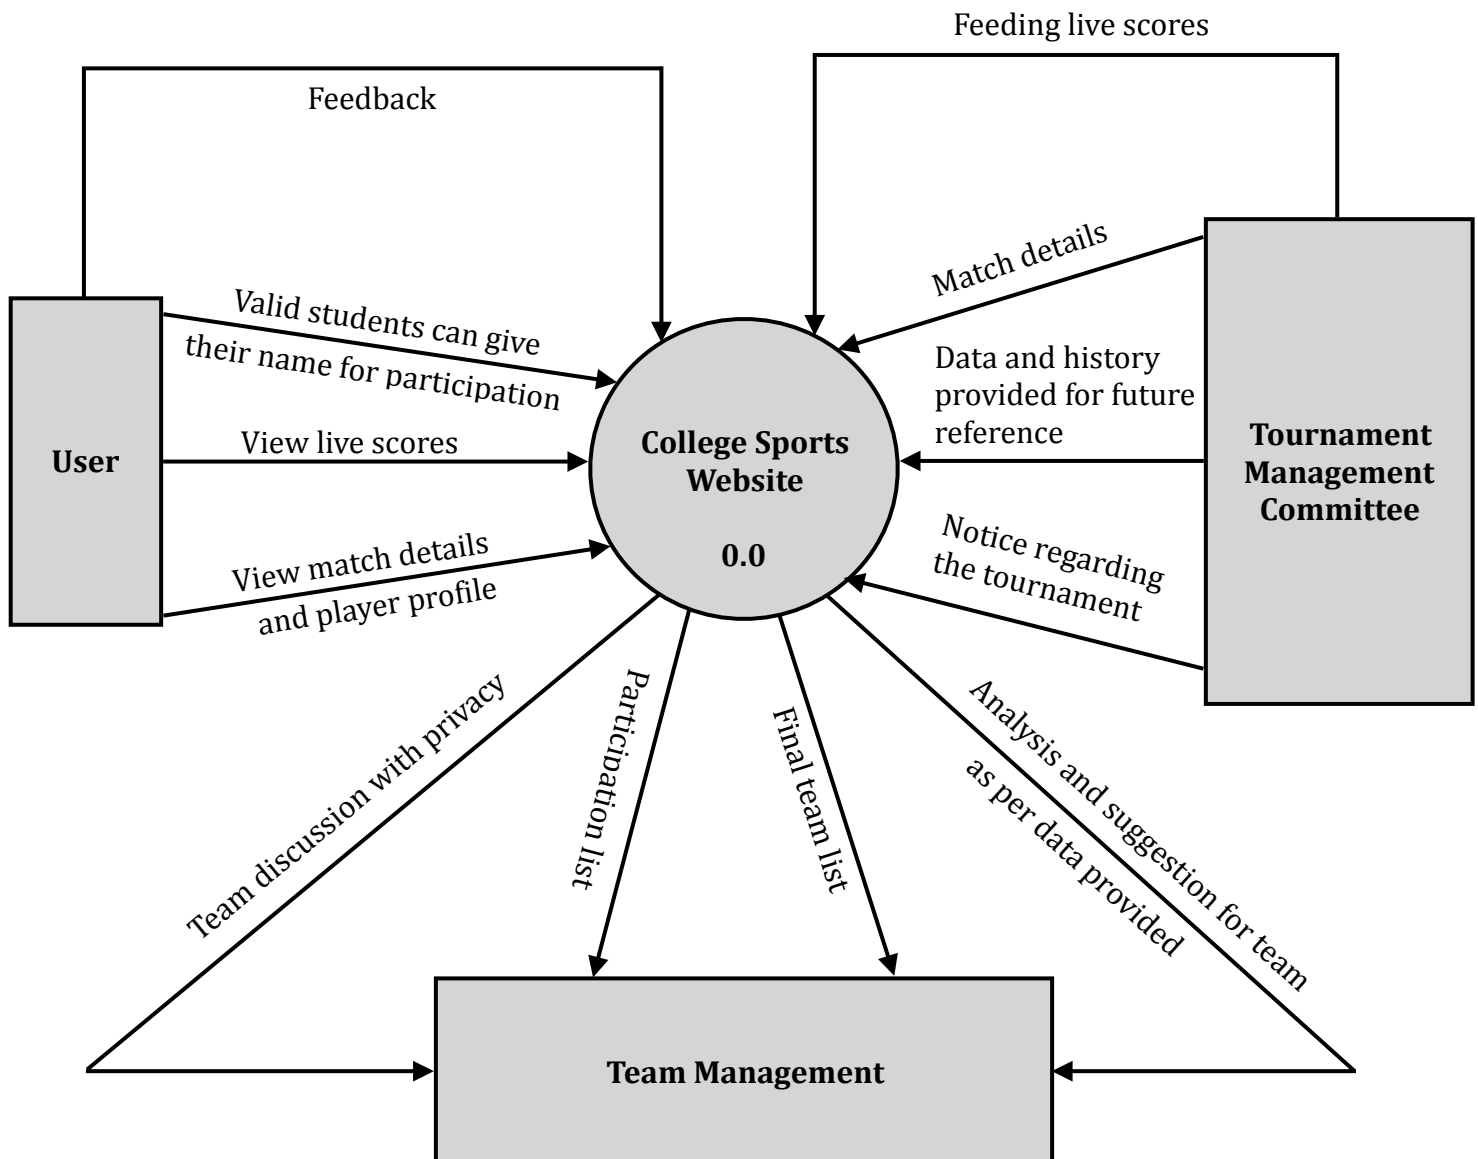 Feeding live scores
Feedback
Match details
Valid students can give
their name for participation
Data and history
provided for future
reference
View live scores
User
College Sports
Website
0.0
Tournament
Management
Committee
Notice regarding
the tournament
View match details
and player profile
Team discussion with privacy
Participation list
Final team list
Analysis and suggestion for team
as per data provided
Team Management